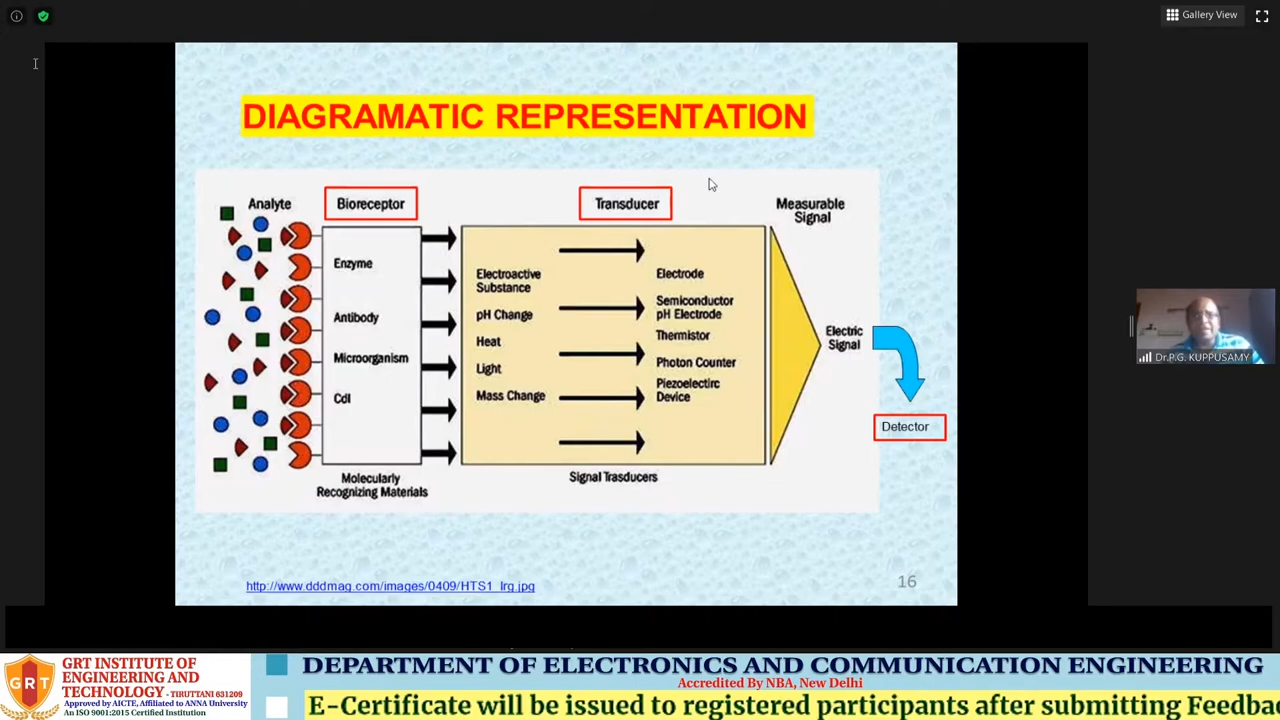 Gallery View
DIAGRAMATIC REPRESENTATION
Analyte
Bioreceptor
Transducer
Measurable
Signal
Enzyme
Antibody
Microorganism
Cdl
Molecularly
Recognizing Materials
Electroactive
Substance
pH Change
Heat
Light
Mass Change
Electrode
Semiconductor
pH Electrode
Thermistor
Photon Counter
Piezoelectirc
Device
Signal Trasducers
Electric
Signal
Detector
http://www.dddmag.com/images/0409/HTS1_lrg.jpg
16
Dr.P.G. KUPPUSAMY
GRT
GRT INSTITUTE OF
ENGINEERING AND
TECHNOLOGY - TIRUTTANI 631209
Approved by AICTE, Affiliated to ANNA University
An ISO 9001:2015 Certified Institution
DEPARTMENT OF ELECTRONICS AND COMMUNICATION ENGINEERING
Accredited By NBA, New Delhi
E-Certificate will be issued to registered participants after submitting Feedba